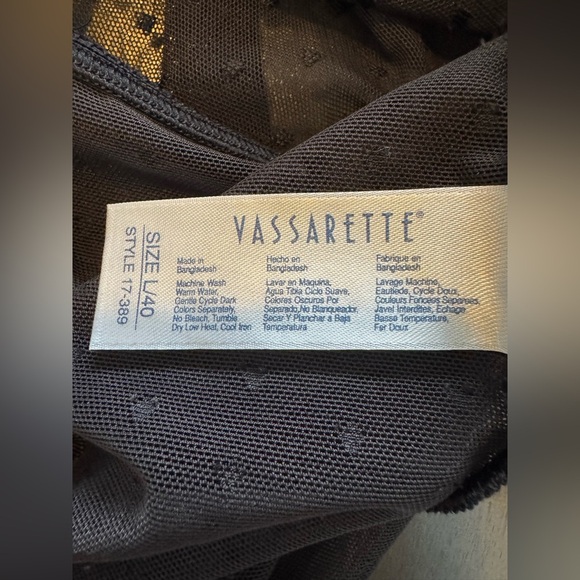 VASSARETTE®
SIZE L/40
STYLE 17-389
Made in
Bangladesh
Machine Wash
Warm Water,
Gentle Cycle Dark
Colors Separately,
No Bleach, Tumble
Dry Low Heat, Cool Iron
Hecho en
Bangladesh
Lavar en Maquina,
Agua Tibia Ciclo Suave,
Colores Oscuros Por
Separado,No Blanqueador,
Secar Y Planchar a Baja
Temperatura
Fabrique en
Bangladesh
Lavage Machine,
Eautiede, Cycle Doux,
Couleurs Foncees Separees,
Javel Interdites, Echage
Basse Temperature,
Fer Doux